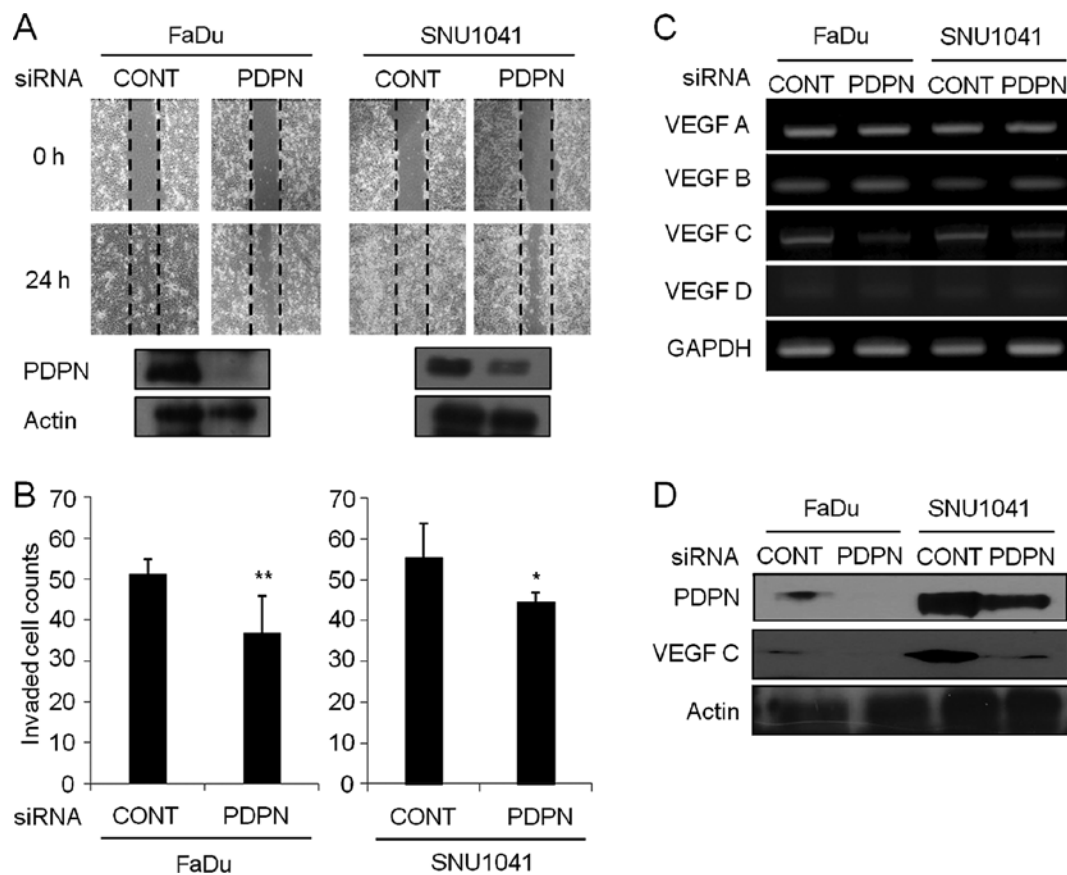 A
FaDu SNU1041
siRNA CONT PDPN CONT PDPN
0 h
24 h
PDPN
Actin
B
Invaded cell counts
70 70
60 60
50 50
40 40
30 30
20 20
10 10
0 0
** *
siRNA CONT PDPN CONT PDPN
FaDu SNU1041
C
FaDu SNU1041
siRNA CONT PDPN CONT PDPN
VEGF A
VEGF B
VEGF C
VEGF D
GAPDH
D
FaDu SNU1041
siRNA CONT PDPN CONT PDPN
PDPN
VEGF C
Actin